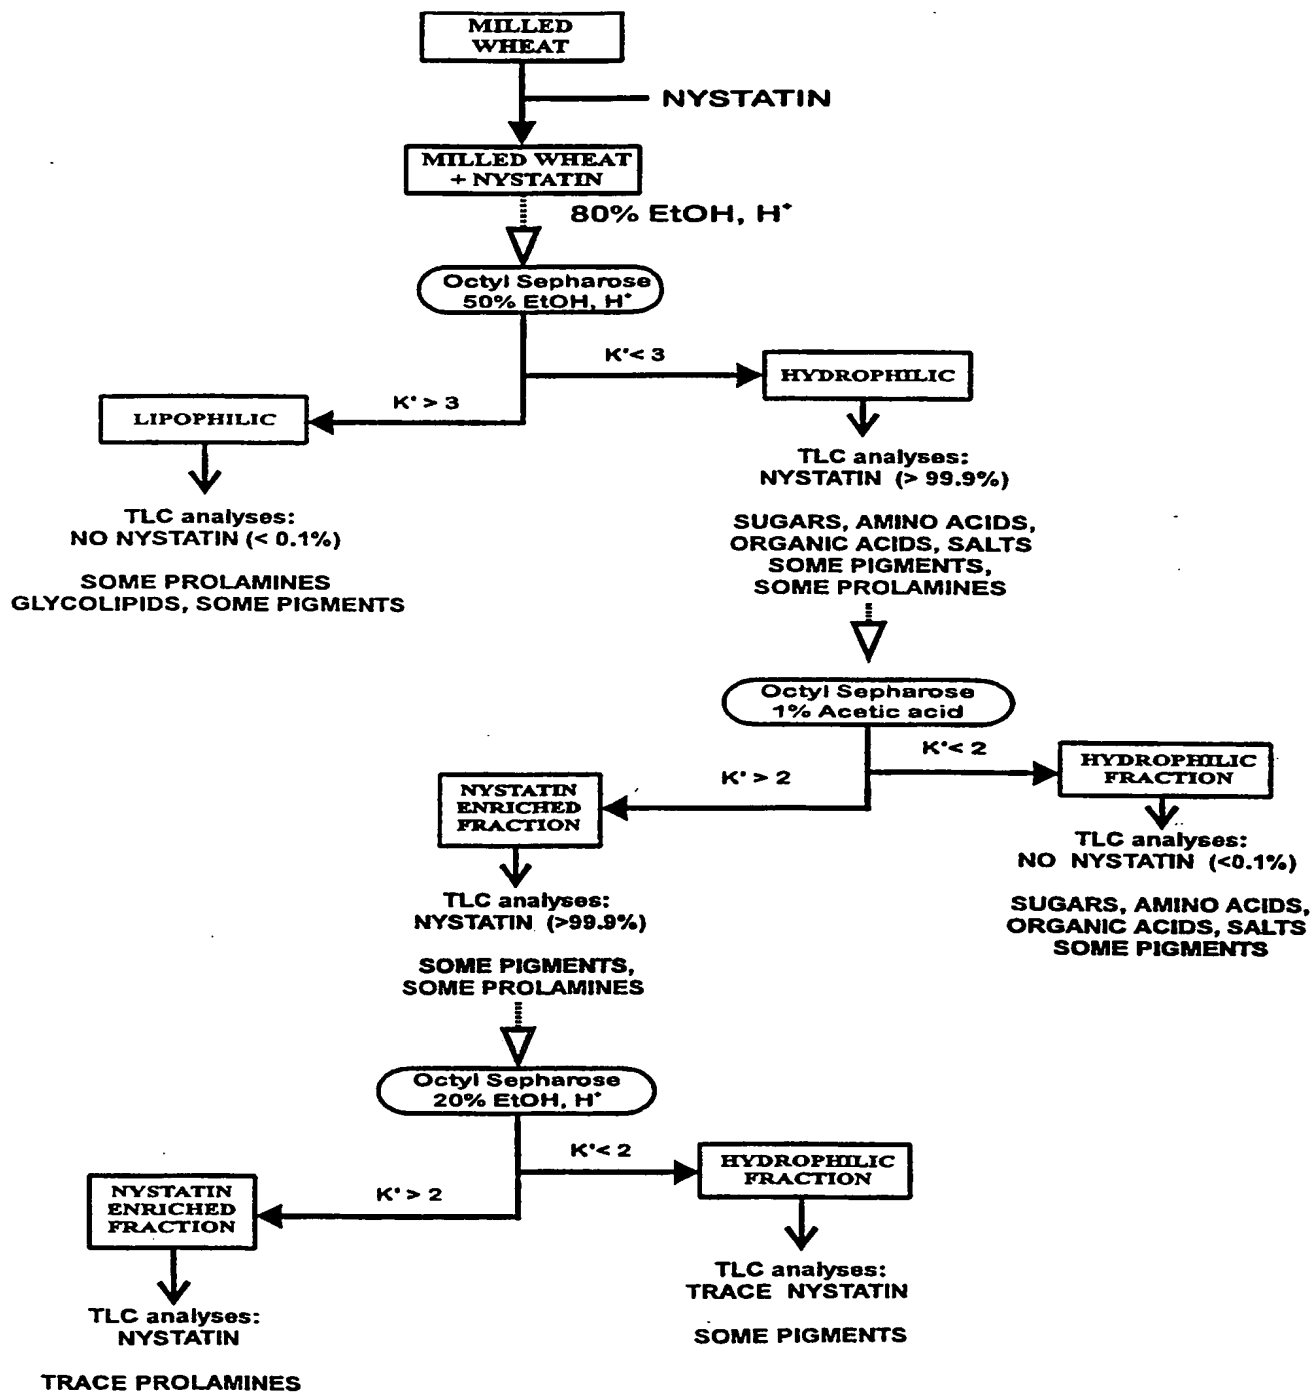 MILLED
WHEAT
NYSTATIN
MILLED WHEAT
+ NYSTATIN
80% EtOH, H⁺
Octyl Sepharose
50% EtOH, H⁺
K'< 3
HYDROPHILIC
K' > 3
LIPOPHILIC
TLC analyses:
NYSTATIN (> 99.9%)
SUGARS, AMINO ACIDS,
ORGANIC ACIDS, SALTS
SOME PIGMENTS,
SOME PROLAMINES
TLC analyses:
NO NYSTATIN (< 0.1%)
SOME PROLAMINES
GLYCOLIPIDS, SOME PIGMENTS
Octyl Sepharose
1% Acetic acid
K'< 2
HYDROPHILIC
FRACTION
K' > 2
NYSTATIN
ENRICHED
FRACTION
TLC analyses:
NO NYSTATIN (<0.1%)
SUGARS, AMINO ACIDS,
ORGANIC ACIDS, SALTS
SOME PIGMENTS
TLC analyses:
NYSTATIN (>99.9%)
SOME PIGMENTS,
SOME PROLAMINES
Octyl Sepharose
20% EtOH, H⁺
K'< 2
HYDROPHILIC
FRACTION
K' > 2
NYSTATIN
ENRICHED
FRACTION
TLC analyses:
TRACE NYSTATIN
SOME PIGMENTS
TLC analyses:
NYSTATIN
TRACE PROLAMINES